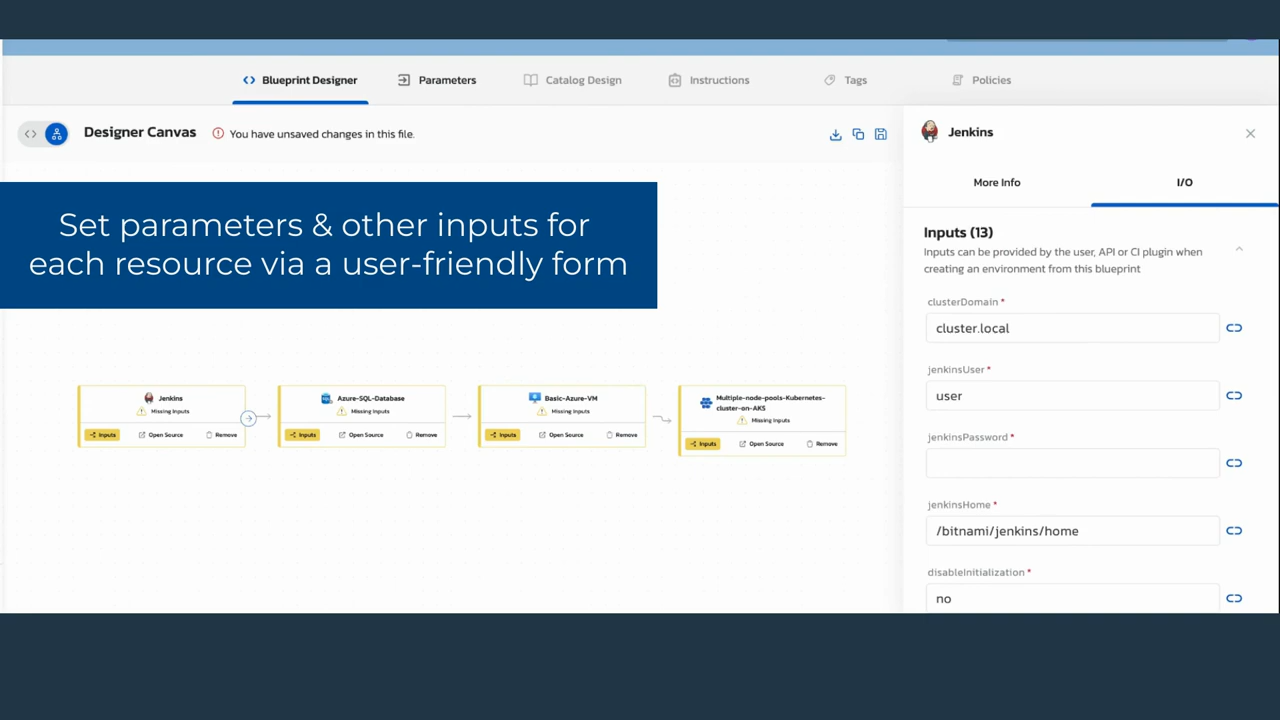 Blueprint Designer
Parameters
Catalog Design
Instructions
Tags
Policies
Designer Canvas
You have unsaved changes in this file.
Set parameters & other inputs for
each resource via a user-friendly form
Jenkins
Missing Inputs
Inputs
Open Source
Remove
Azure-SQL-Database
Missing Inputs
Inputs
Open Source
Remove
Basic-Azure-VM
Missing Inputs
Inputs
Open Source
Remove
Multiple-node-pools-Kubernetes-
cluster-on-AKS
Missing Inputs
Inputs
Open Source
Remove
Jenkins
More Info
I/O
Inputs (13)
Inputs can be provided by the user, API or CI plugin when
creating an environment from this blueprint
clusterDomain *
cluster.local
jenkinsUser *
user
jenkinsPassword *
jenkinsHome *
/bitnami/jenkins/home
disableInitialization *
no